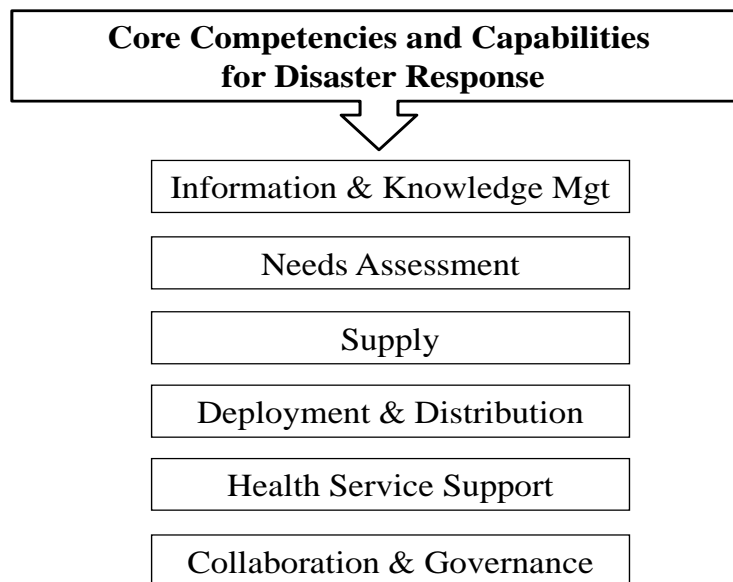 Core Competencies and Capabilities
for Disaster Response
Information & Knowledge Mgt
Needs Assessment
Supply
Deployment & Distribution
Health Service Support
Collaboration & Governance